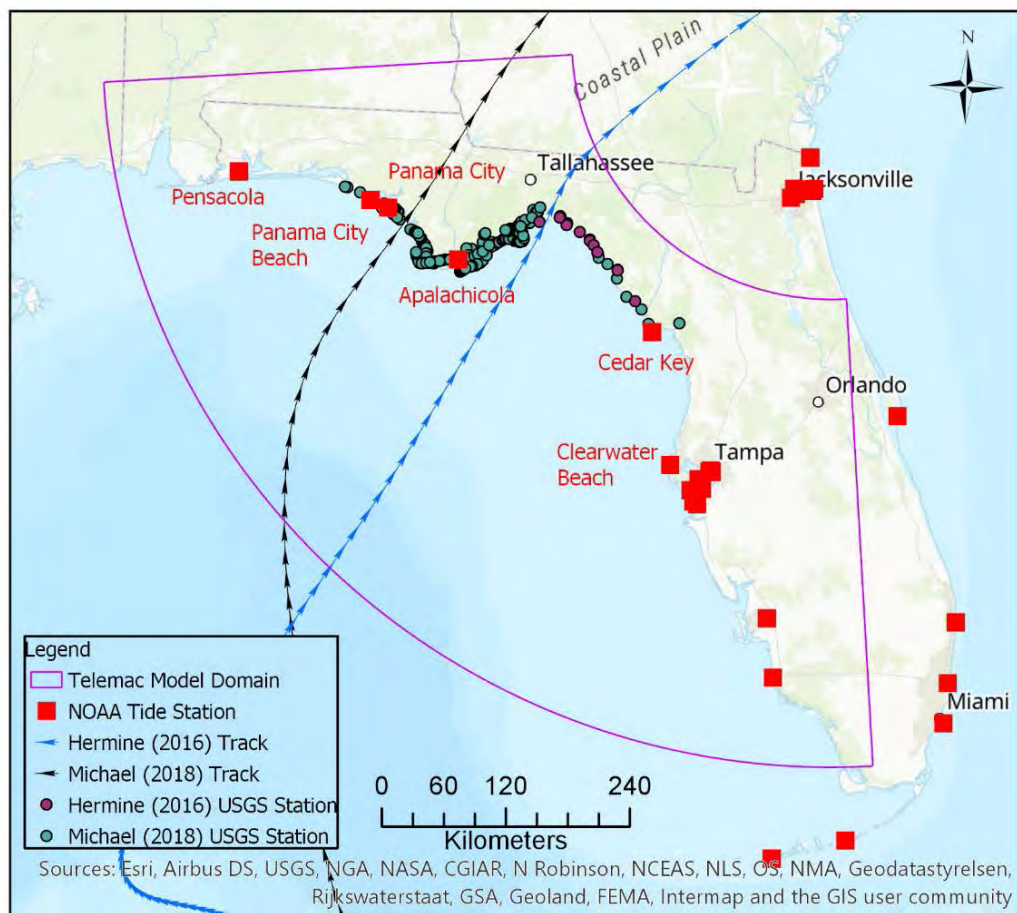 N
Coastal Plain
Tallanassee
Panama City
Jacksonville
Pensacola
Panama City
Beach
Apalachicola
Cedar Key
Orlando
Clearwater
Beach
Tampa
Miami
Legend
Telemac Model Domain
NOAA Tide Station
Hermine (2016) Track
Michael (2018) Track
Hermine (2016) USGS Station
Michael (2018) USGS Station
0 60 120 240
Kilometers
Sources: Esri, Airbus DS, USGS, NGA, NASA, CGIAR, N Robinson, NCEAS, NLS, OS, NMA, Geodatastyrelsen,
Rijkswaterstaat, GSA, Geoland, FEMA, Intermap and the GIS user community